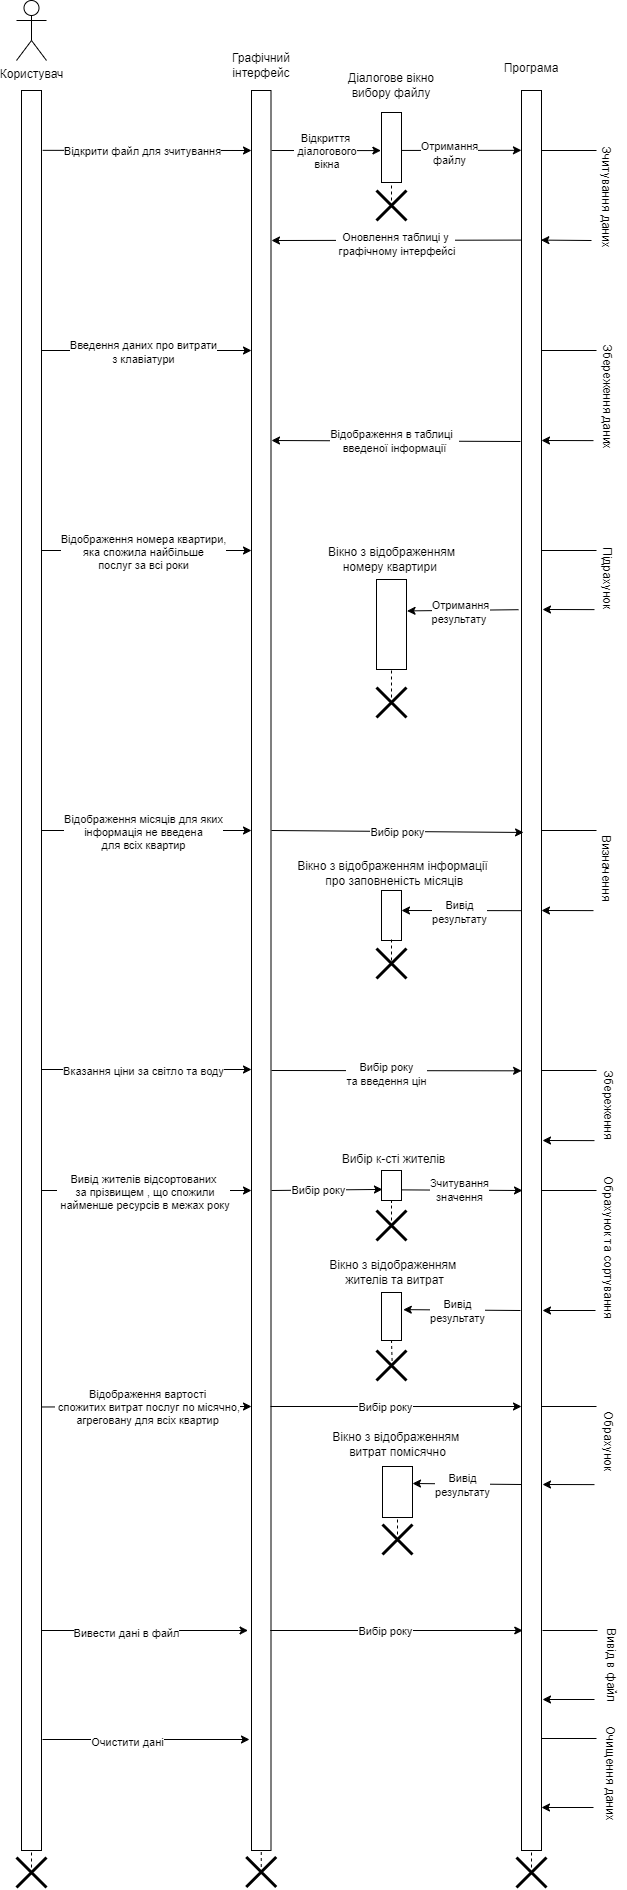 Користувач
Графічний
інтерфейс
Діалогове вікно
вибору файлу
Програма
Відкрити файл для зчитування
Відкриття
діалогового
вікна
Отримання
файлу
Зчитування даних
Оновлення таблиці у
графічному інтерфейсі
Введення даних про витрати
з клавіатури
Збереження даних
Відображення в таблиці
введеної інформації
Відображення номера квартири,
яка спожила найбільше
послуг за всі роки
Вікно з відображенням
номеру квартири
Підрахунок
Отримання
результату
Відображення місяців для яких
інформація не введена
для всіх квартир
Вибір року
Визначення
Вікно з відображенням інформації
про заповненість місяців
Вивід
результату
Вказання ціни за світло та воду
Вибір року
та введення цін
Збереження
Вивід жителів відсортованих
за прізвищем , що спожили
найменше ресурсів в межах року
Вибір року
Вибір к-сті жителів
Зчитування
значення
Обрахунок та сортування
Вікно з відображенням
жителів та витрат
Вивід
результату
Відображення вартості
спожитих витрат послуг по місячно,
агреговану для всіх квартир
Вибір року
Обрахунок
Вікно з відображенням
витрат помісячно
Вивід
результату
Вивести дані в файл
Вибір року
Вивід в файл
Очистити дані
Очищення даних